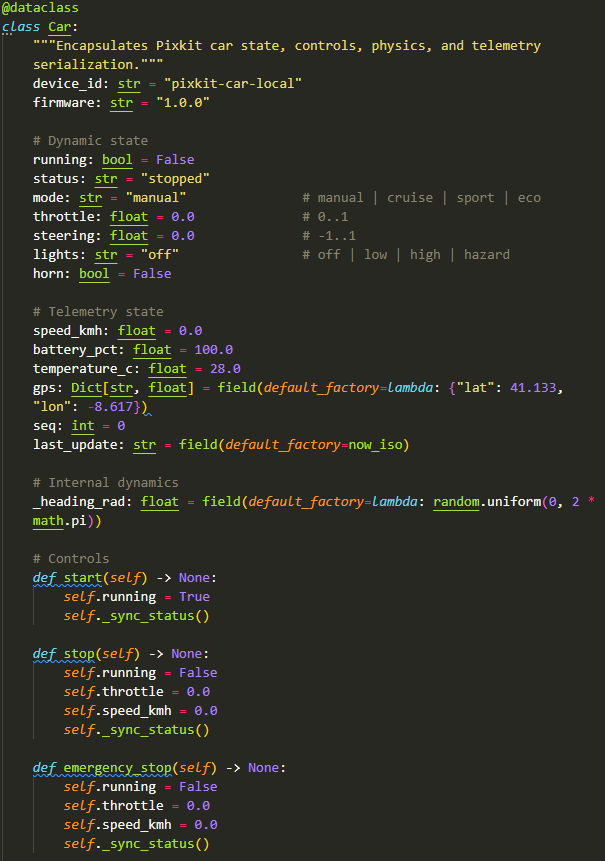 @dataclass
class Car:
    """Encapsulates Pixkit car state, controls, physics, and telemetry
    serialization."""
    device_id: str = "pixkit-car-local"
    firmware: str = "1.0.0"

    # Dynamic state
    running: bool = False
    status: str = "stopped"
    mode: str = "manual"               # manual | cruise | sport | eco
    throttle: float = 0.0              # 0..1
    steering: float = 0.0              # -1..1
    lights: str = "off"                # off | low | high | hazard
    horn: bool = False

    # Telemetry state
    speed_kmh: float = 0.0
    battery_pct: float = 100.0
    temperature_c: float = 28.0
    gps: Dict[str, float] = field(default_factory=lambda: {"lat": 41.133,
    "lon": -8.617})
    seq: int = 0
    last_update: str = field(default_factory=now_iso)

    # Internal dynamics
    _heading_rad: float = field(default_factory=lambda: random.uniform(0, 2 *
    math.pi))

    # Controls
    def start(self) -> None:
        self.running = True
        self._sync_status()

    def stop(self) -> None:
        self.running = False
        self.throttle = 0.0
        self.speed_kmh = 0.0
        self._sync_status()

    def emergency_stop(self) -> None:
        self.running = False
        self.throttle = 0.0
        self.speed_kmh = 0.0
        self._sync_status()